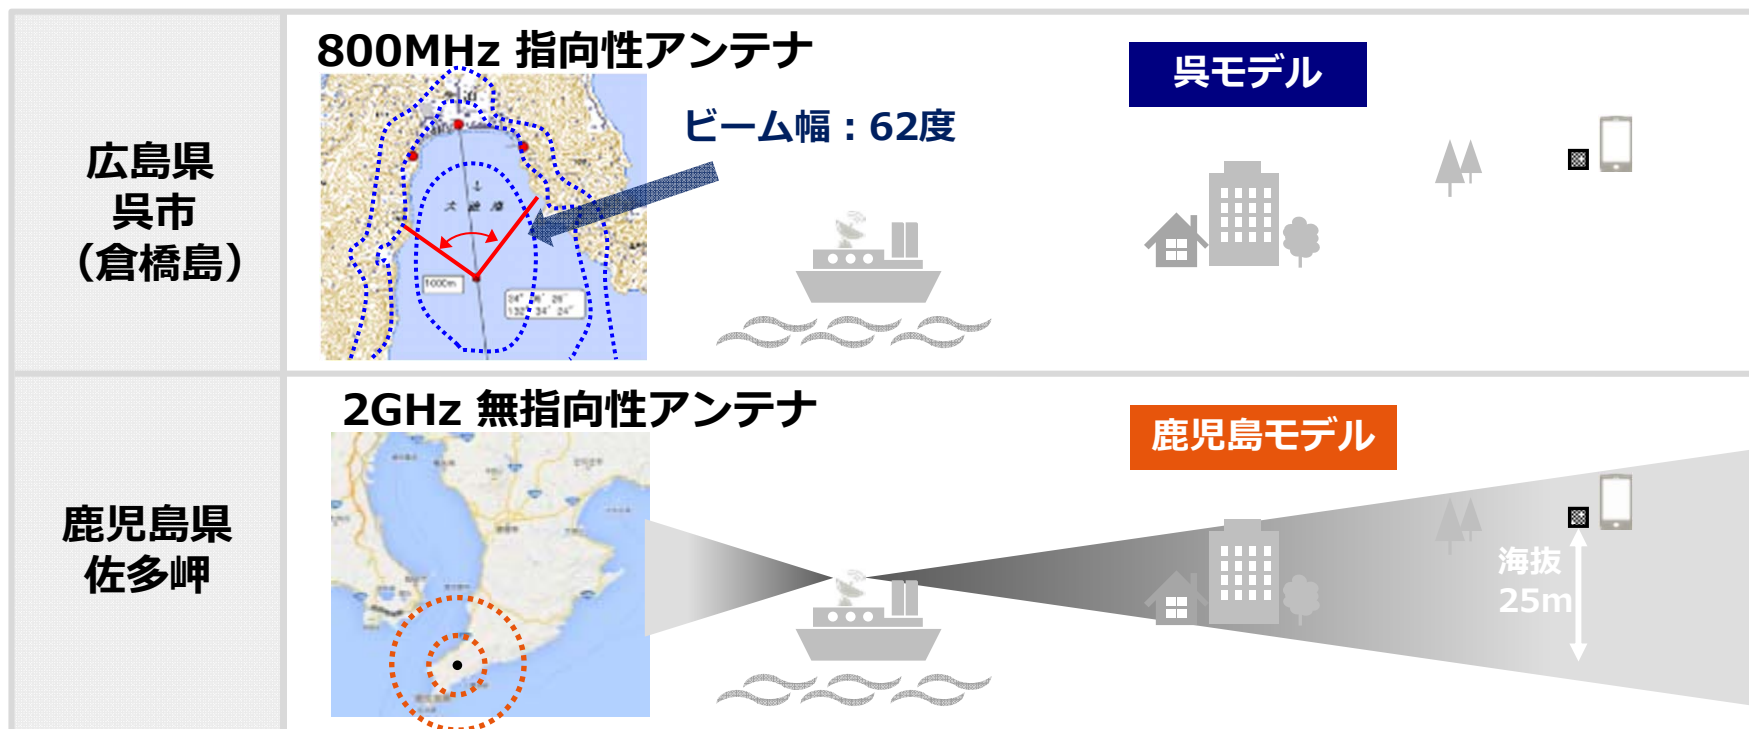 800MHz 指向性アンテナ
呉モデル
ビーム幅：62度
広島県
呉市
（倉橋島）
1000m
2GHz 無指向性アンテナ
鹿児島モデル
鹿児島県
佐多岬
海抜
25m